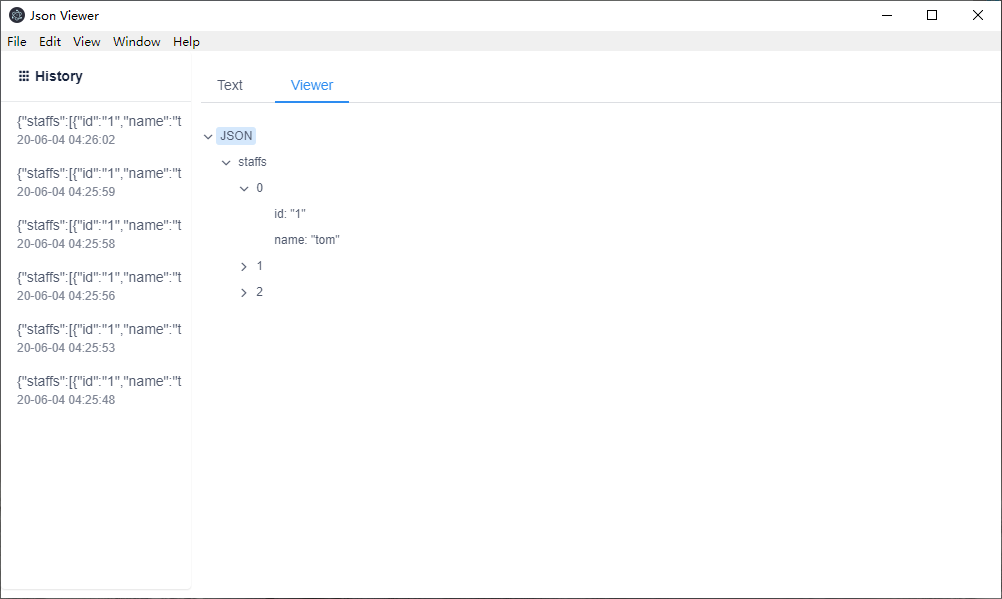 Json Viewer
File Edit View Window Help
History
Text Viewer
{"staffs":[{"id":"1","name":"t
20-06-04 04:26:02
{"staffs":[{"id":"1","name":"t
20-06-04 04:25:59
{"staffs":[{"id":"1","name":"t
20-06-04 04:25:58
{"staffs":[{"id":"1","name":"t
20-06-04 04:25:56
{"staffs":[{"id":"1","name":"t
20-06-04 04:25:53
{"staffs":[{"id":"1","name":"t
20-06-04 04:25:48
JSON
staffs
0
id: "1"
name: "tom"
1
2